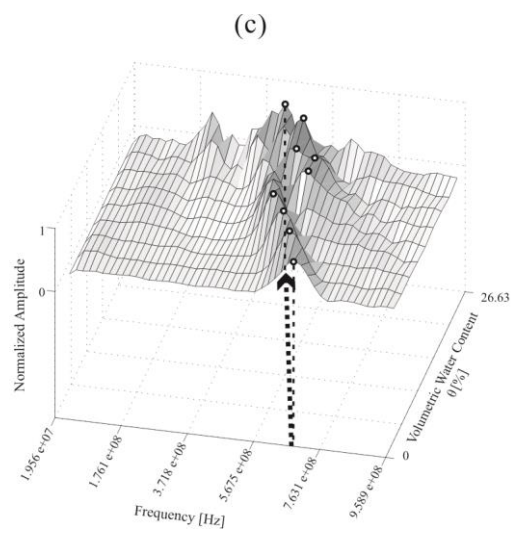 (c)
1
0
Normalized Amplitude
1.956 e+07
1.761 e+08
3.718 e+08
5.675 e+08
7.631 e+08
9.589 e+08
Frequency [Hz]
0
26.63
Volumetric Water Content
θ[%]